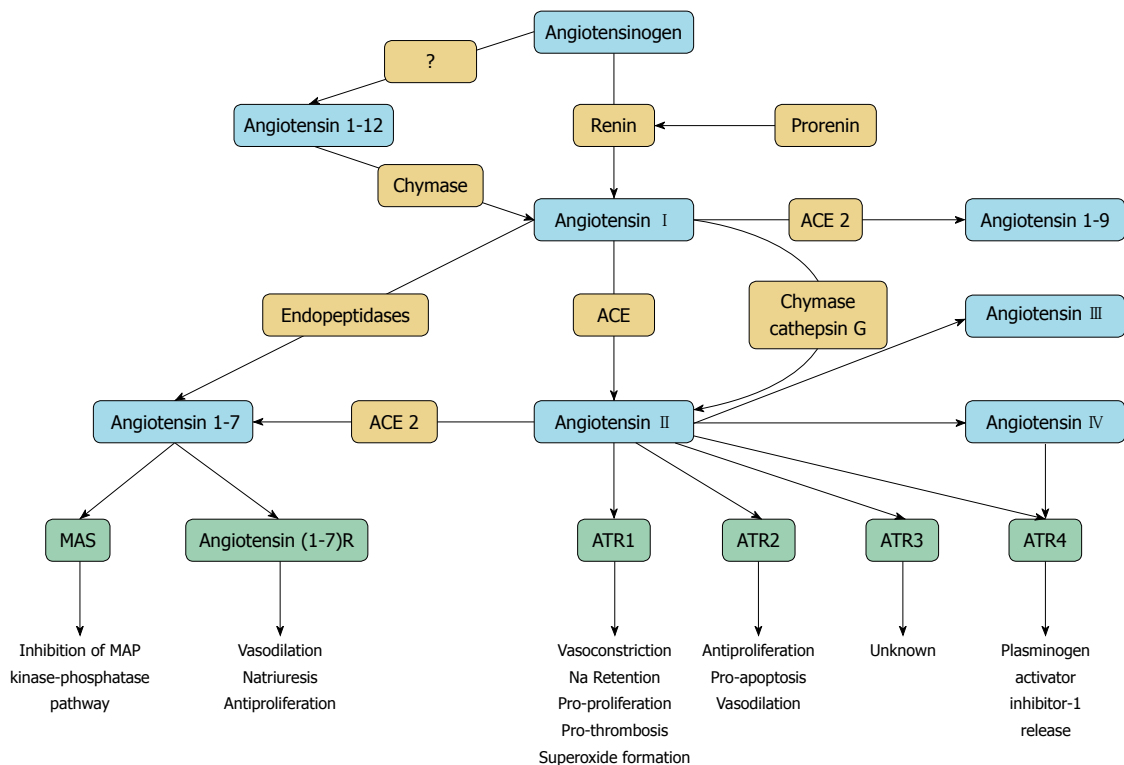 Angiotensinogen
?
Angiotensin 1-12
Renin
Prorenin
Chymase
Angiotensin Ⅰ
ACE 2
Angiotensin 1-9
Endopeptidases
ACE
Chymase
cathepsin G
Angiotensin Ⅲ
Angiotensin 1-7
ACE 2
Angiotensin Ⅱ
Angiotensin Ⅳ
MAS
Angiotensin (1-7)R
ATR1
ATR2
ATR3
ATR4
Inhibition of MAP
kinase-phosphatase
pathway
Vasodilation
Natriuresis
Antiproliferation
Vasoconstriction
Na Retention
Pro-proliferation
Pro-thrombosis
Superoxide formation
Antiproliferation
Pro-apoptosis
Vasodilation
Unknown
Plasminogen
activator
inhibitor-1
release